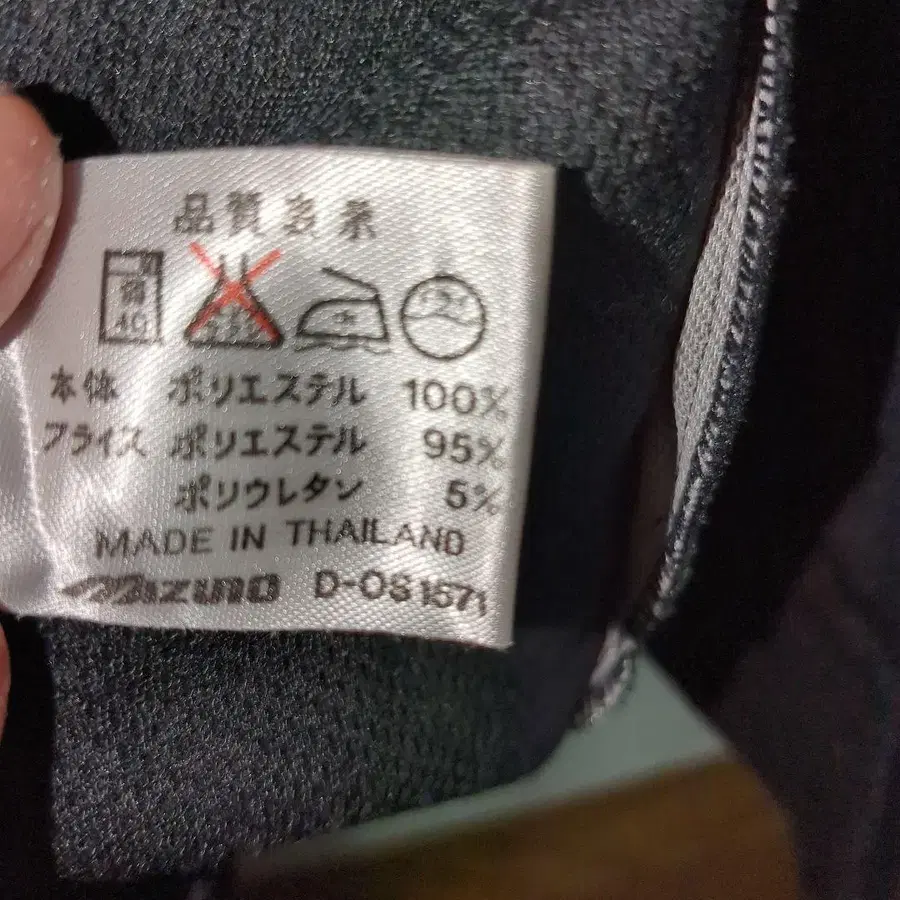 品質表示
40
本体 ポリエステル 100%
フライス ポリエステル 95%
ポリウレタン 5%
MADE IN THAILAND
Mizuno D-OS1571